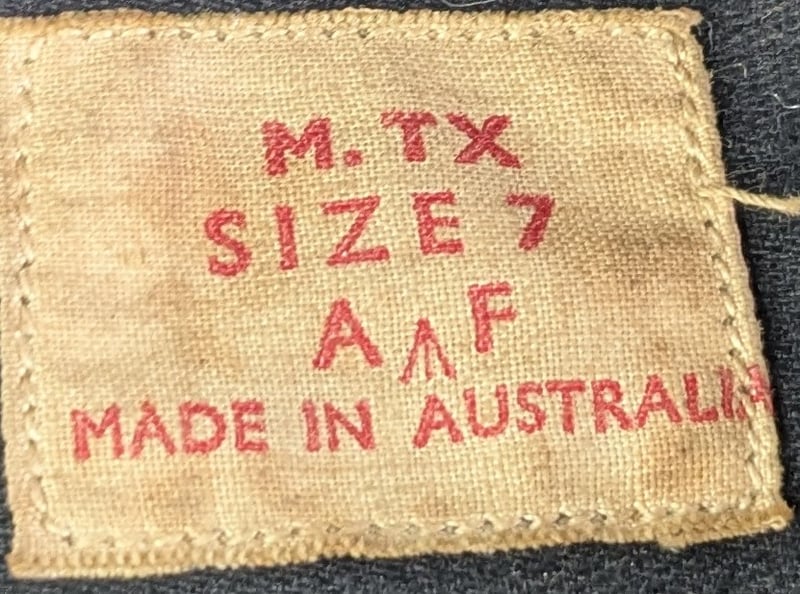 M. TX
SIZE 7
A F
MADE IN AUSTRALIA